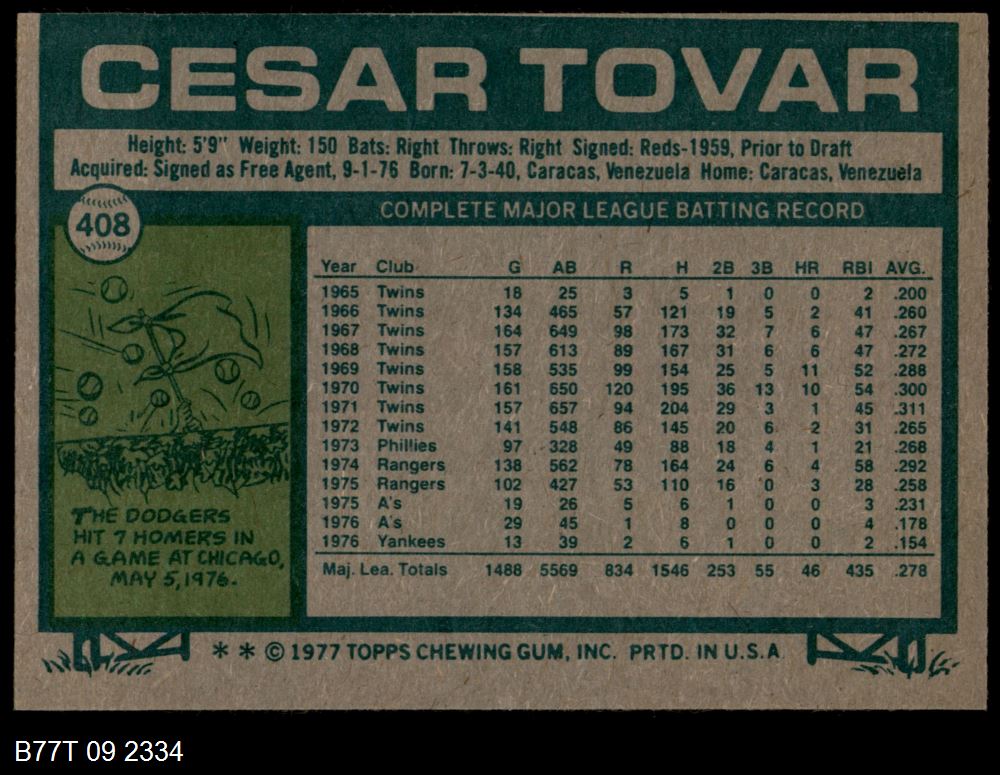 CESAR TOVAR
Height: 5'9" Weight: 150 Bats: Right Throws: Right Signed: Reds-1959, Prior to Draft
Acquired: Signed as Free Agent, 9-1-76 Born: 7-3-40, Caracas, Venezuela Home: Caracas, Venezuela
408
COMPLETE MAJOR LEAGUE BATTING RECORD
Year Club G AB R H 2B 3B HR RBI AVG.
1965 Twins 18 25 3 5 1 0 0 2 .200
1966 Twins 134 465 57 121 19 5 2 41 .260
1967 Twins 164 649 98 173 32 7 6 47 .267
1968 Twins 157 613 89 167 31 6 6 47 .272
1969 Twins 158 535 99 154 25 5 11 52 .288
1970 Twins 161 650 120 195 36 13 10 54 .300
1971 Twins 157 657 94 204 29 3 1 45 .311
1972 Twins 141 548 86 145 20 6 2 31 .265
1973 Phillies 97 328 49 88 18 4 1 21 .268
1974 Rangers 138 562 78 164 24 6 4 58 .292
1975 Rangers 102 427 53 110 16 0 3 28 .258
1975 A's 19 26 5 6 1 0 0 3 .231
1976 A's 29 45 1 8 0 0 0 4 .178
1976 Yankees 13 39 2 6 1 0 0 2 .154
Maj. Lea. Totals 1488 5569 834 1546 253 55 46 435 .278
THE DODGERS
HIT 7 HOMERS IN
A GAME AT CHICAGO,
MAY 5, 1976.
* * © 1977 TOPPS CHEWING GUM, INC. PRTD. IN U.S.A.
B77T 09 2334